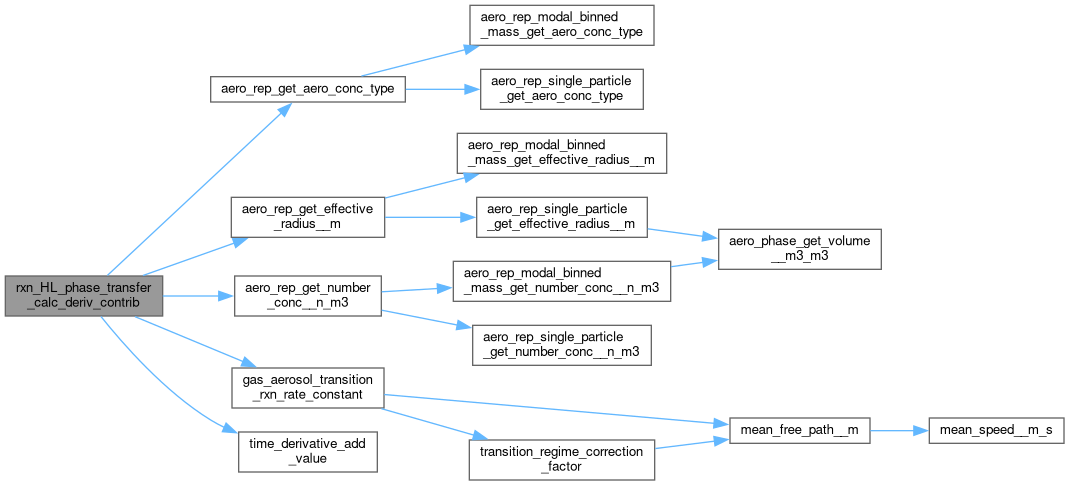 rxn_HL_phase_transfer
_calc_deriv_contrib
aero_rep_get_aero_conc_type
aero_rep_modal_binned
_mass_get_aero_conc_type
aero_rep_single_particle
_get_aero_conc_type
aero_rep_get_effective
_radius__m
aero_rep_modal_binned
_mass_get_effective_radius__m
aero_rep_single_particle
_get_effective_radius__m
aero_phase_get_volume
__m3_m3
aero_rep_get_number
_conc__n_m3
aero_rep_modal_binned
_mass_get_number_conc__n_m3
aero_rep_single_particle
_get_number_conc__n_m3
gas_aerosol_transition
_rxn_rate_constant
mean_free_path__m
mean_speed__m_s
transition_regime_correction
_factor
time_derivative_add
_value